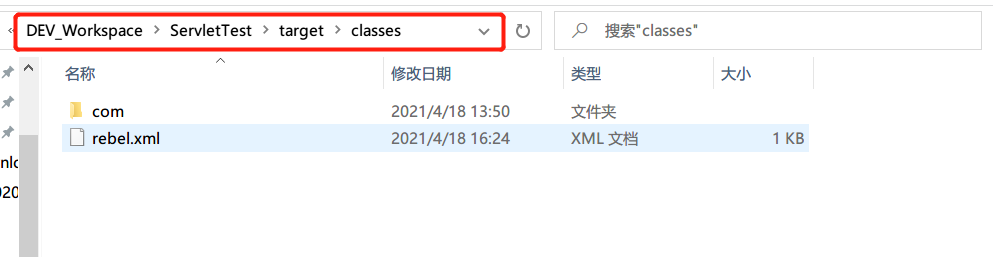 DEV_Workspace > ServletTest > target > classes 搜索"classes"
名称 修改日期 类型 大小
com 2021/4/18 13:50 文件夹
rebel.xml 2021/4/18 16:24 XML 文档 1 KB
nlc
020